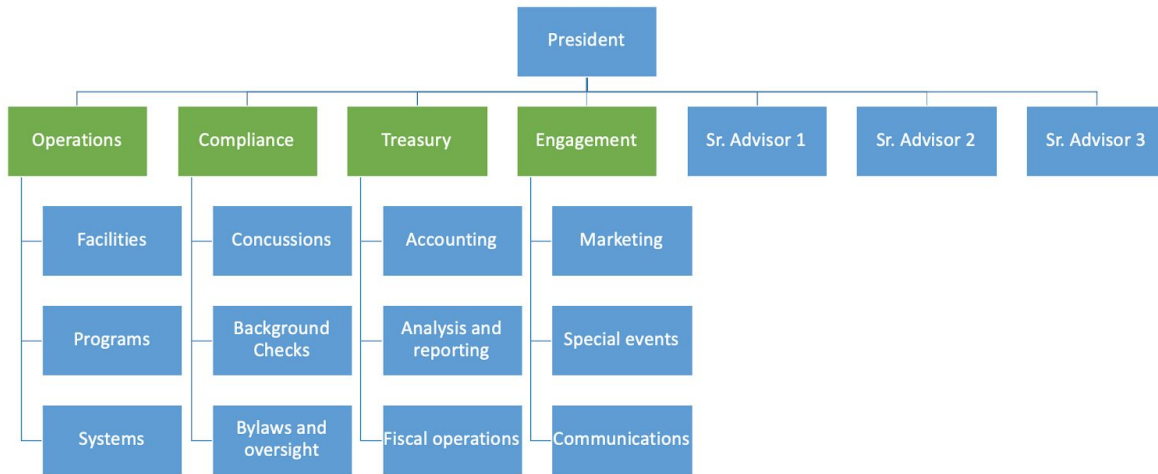 President
Operations
Compliance
Treasury
Engagement
Sr. Advisor 1
Sr. Advisor 2
Sr. Advisor 3
Facilities
Concussions
Accounting
Marketing
Programs
Background
Checks
Analysis and
reporting
Special events
Systems
Bylaws and
oversight
Fiscal operations
Communications